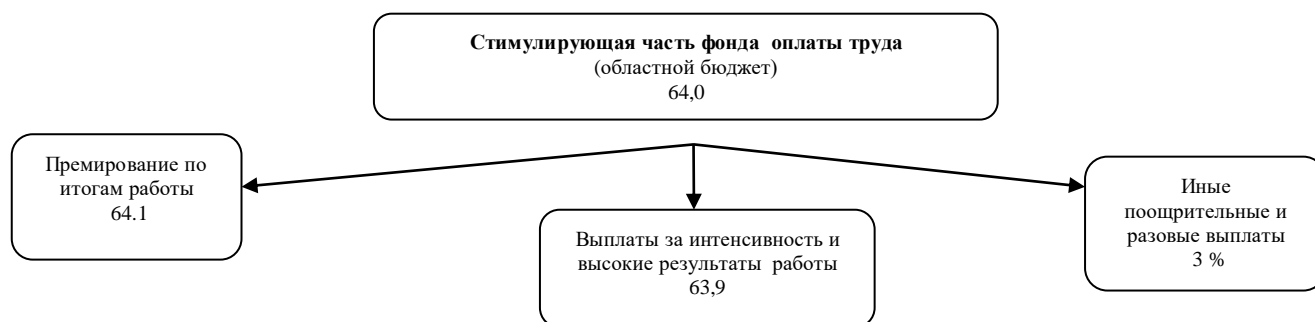 Стимулирующая часть фонда оплаты труда
(областной бюджет)
64,0
Премирование по
итогам работы
64.1
Выплаты за интенсивность и
высокие результаты работы
63,9
Иные
поощрительные и
разовые выплаты
3 %